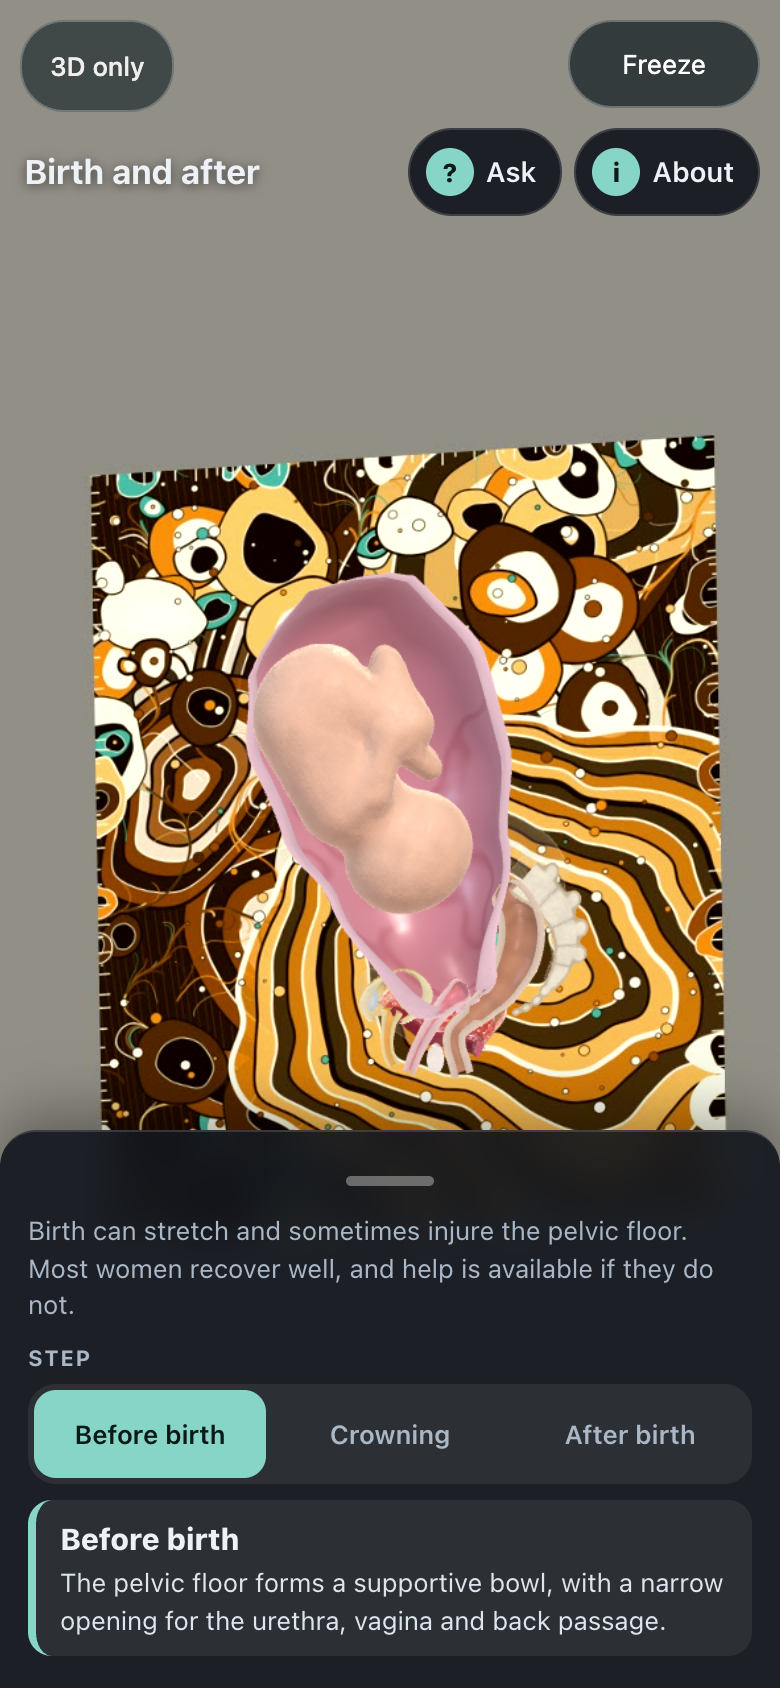 3D only
Freeze
Birth and after
? Ask
i About
Birth can stretch and sometimes injure the pelvic floor.
Most women recover well, and help is available if they do
not.
STEP
Before birth
Crowning
After birth
Before birth
The pelvic floor forms a supportive bowl, with a narrow
opening for the urethra, vagina and back passage.